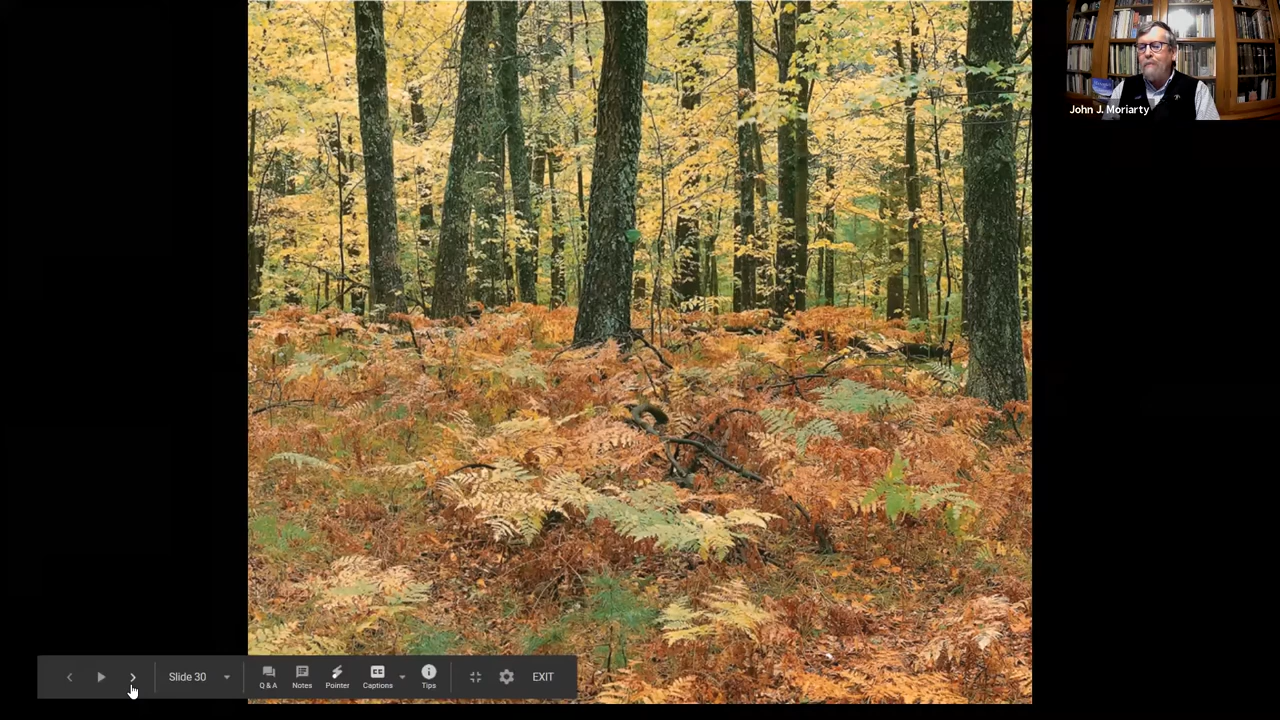 John J. Moriarty
Slide 30
Q & A
Notes
Pointer
Captions
Tips
EXIT